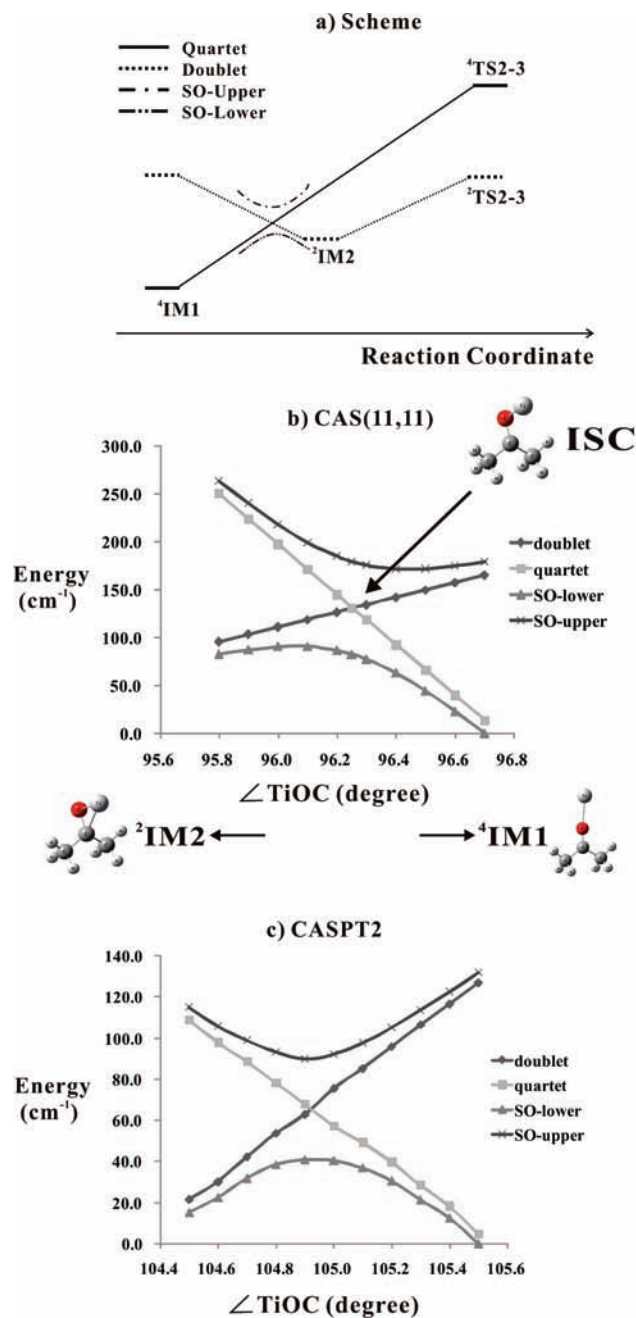 a) Scheme
Quartet
Doublet
SO-Upper
SO-Lower
⁴TS2-3
²TS2-3
²IM2
⁴IM1
Reaction Coordinate
b) CAS(11,11)
ISC
300.0
250.0
200.0
150.0
100.0
50.0
0.0
Energy
(cm⁻¹)
doublet
quartet
SO-lower
SO-upper
95.6 95.8 96.0 96.2 96.4 96.6 96.8
∠TiOC (degree)
²IM2
⁴IM1
c) CASPT2
140.0
120.0
100.0
80.0
60.0
40.0
20.0
0.0
Energy
(cm⁻¹)
doublet
quartet
SO-lower
SO-upper
104.4 104.6 104.8 105.0 105.2 105.4 105.6
∠TiOC (degree)